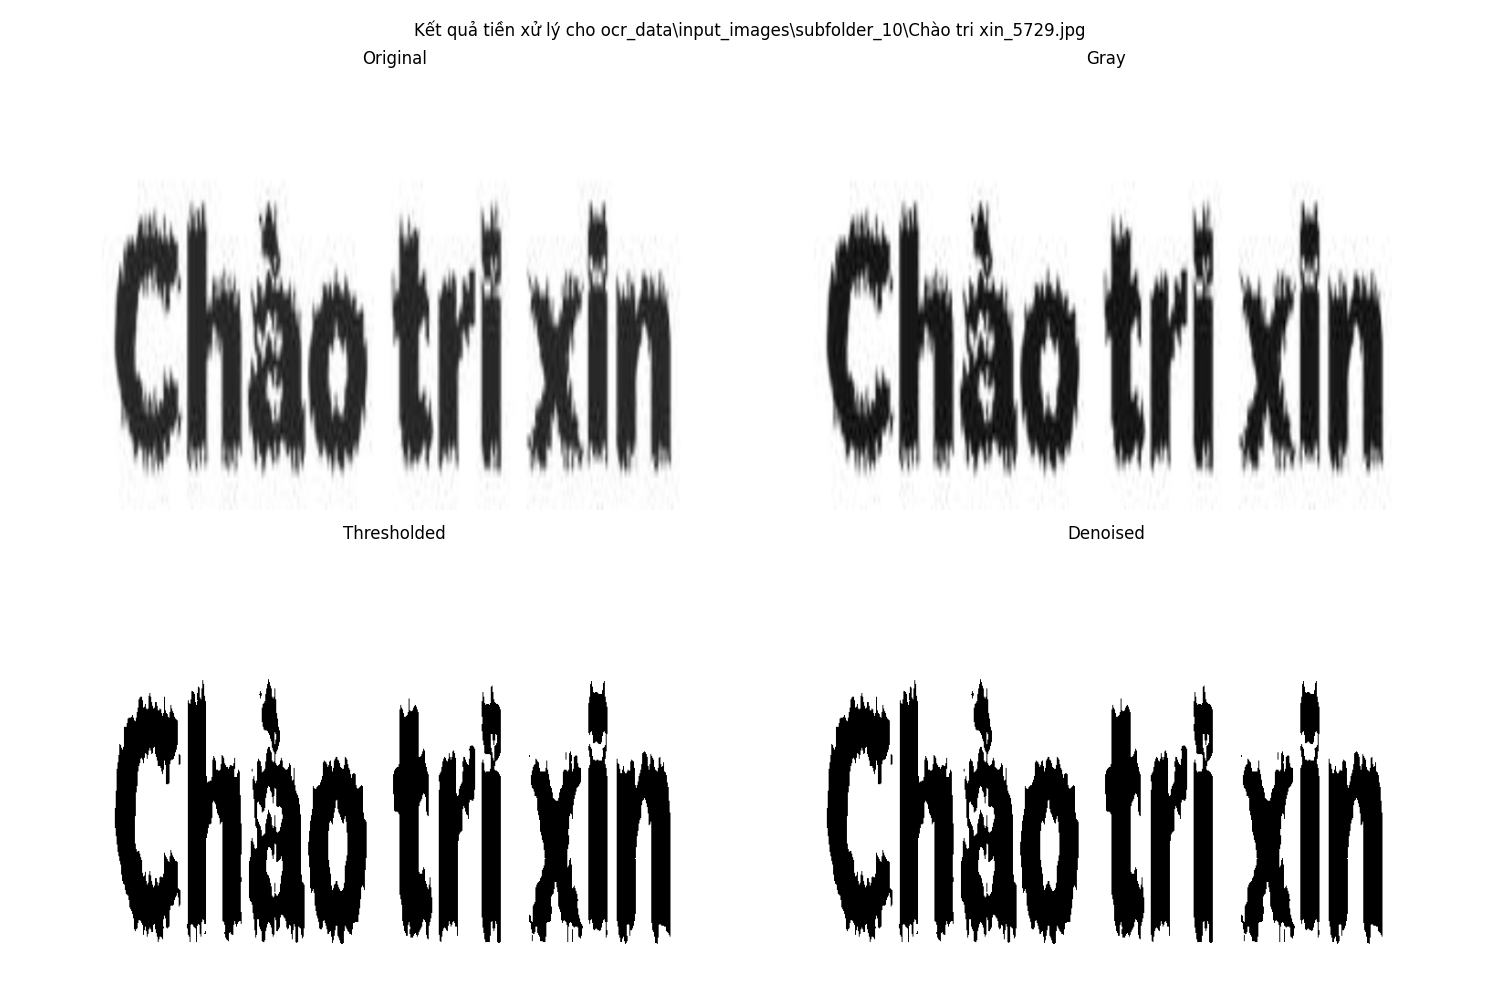 Kết quả tiền xử lý cho ocr_data\input_images\subfolder_10\Chào tri xin_5729.jpg
Original
Gray
Chào tri xin
Chào tri xin
Thresholded
Denoised
Chào tri xin
Chào tri xin